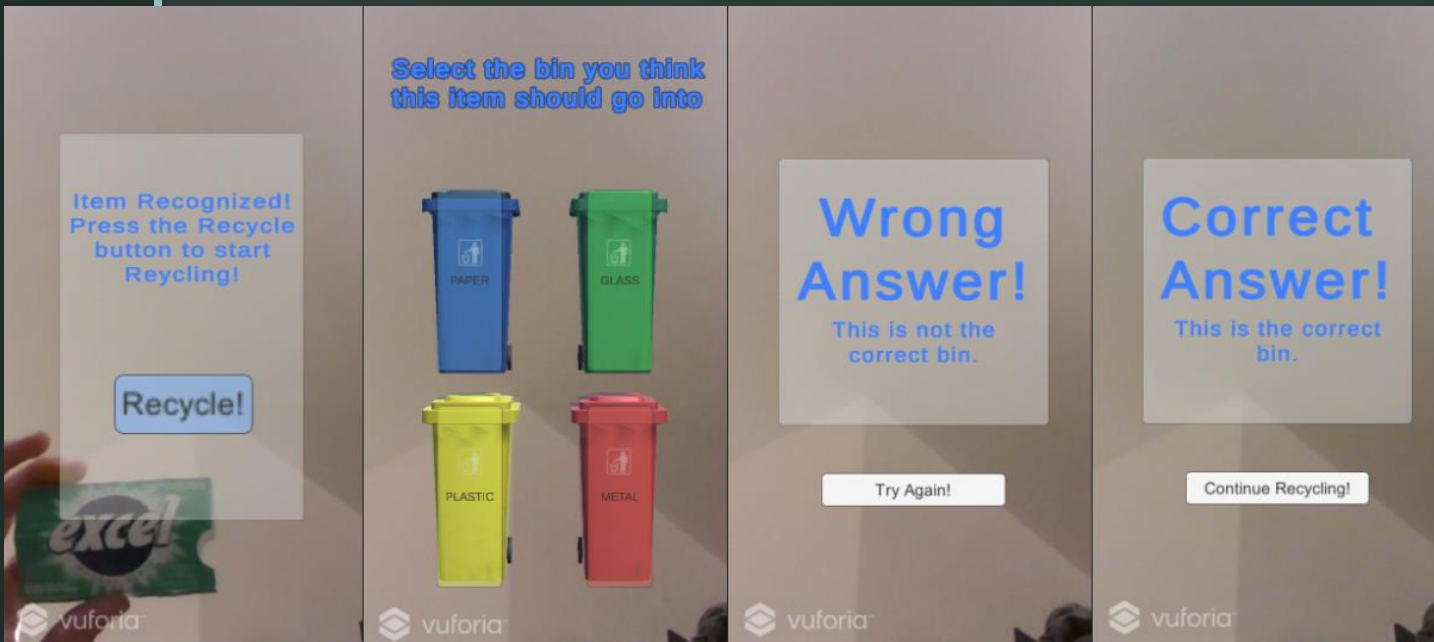 Item Recognized!
Press the Recycle
button to start
Reycling!
Recycle!
excel
vuforia
Select the bin you think
this item should go into
PAPER
GLASS
PLASTIC
METAL
vuforia
Wrong
Answer!
This is not the
correct bin.
Try Again!
vuforia
Correct
Answer!
This is the correct
bin.
Continue Recycling!
vuforia